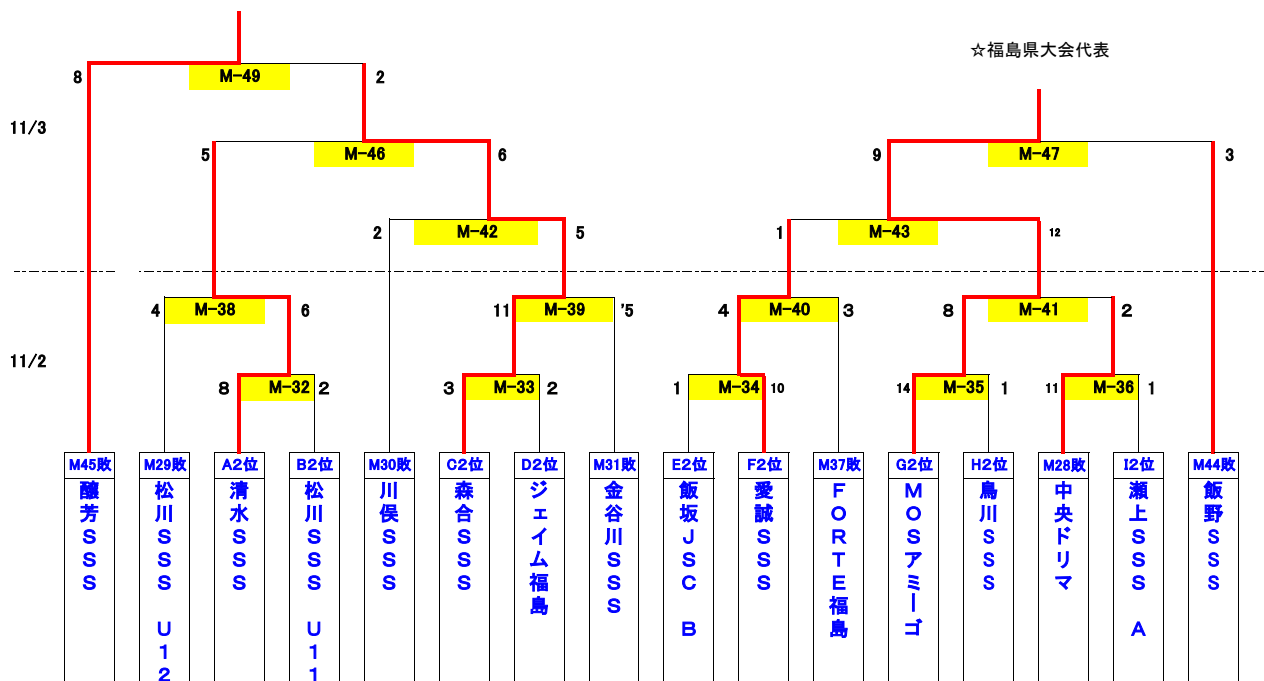 ☆福島県大会代表
8 M-49 2
11/3
5 M-46 6
9 M-47 3
2 M-42 5
1 M-43 12
4 M-38 6
11 M-39 '5
4 M-40 3
8 M-41 2
11/2
8 M-32 2
3 M-33 2
1 M-34 10
14 M-35 1
11 M-36 1
M45敗 M29敗 A2位 B2位 M30敗 C2位 D2位 M31敗 E2位 F2位 M37敗 G2位 H2位 M28敗 I2位 M44敗
醸芳SSS
松川SSS U12
清水SSS
松川SSS U11
川俣SSS
森合SSS
ジェイム福島
金谷川SSS
飯坂JSC B
愛誠SSS
FORTE福島
MOSアミーゴ
鳥川SSS
中央ドリマ
瀬上SSS A
飯野SSS